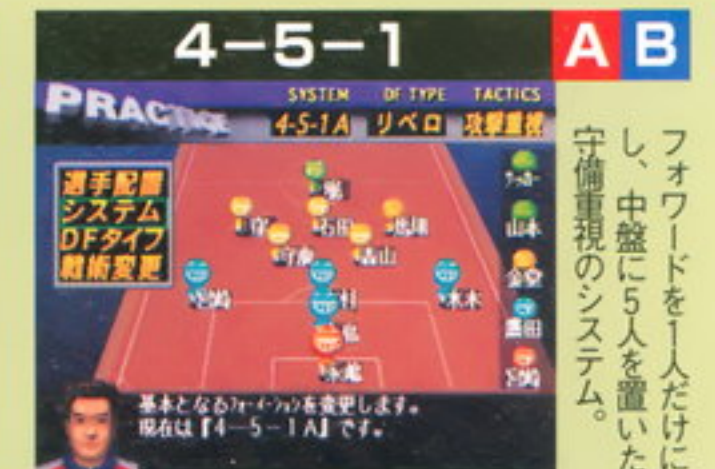 4−5−1
A B
PRACTICE
SYSTEM DF TYPE TACTICS
4-5-1A リベロ 攻撃重視
選手配置
システム
DFタイプ
戦術変更
石田
森山
山本
基本となるフォーメーションを変更します。
現在は『4−5−1A』です。
フォワードを1人だけに
し、中盤に5人を置いた
守備重視のシステム。